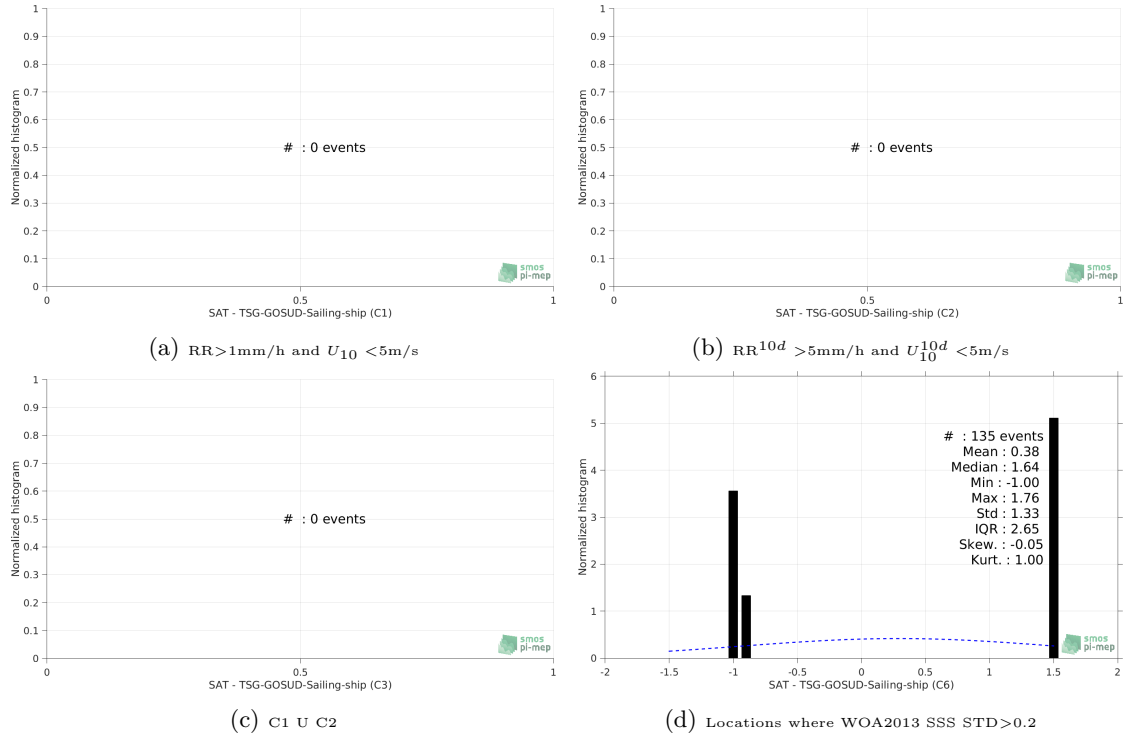 1
0.9
0.8
0.7
0.6
0.5
0.4
0.3
0.2
0.1
0
Normalized histogram
# : 0 events
smos
pi-mep
0 0.5 1
SAT - TSG-GOSUD-Sailing-ship (C1)
(a) RR>1mm/h and U10 <5m/s
1
0.9
0.8
0.7
0.6
0.5
0.4
0.3
0.2
0.1
0
Normalized histogram
# : 0 events
smos
pi-mep
0 0.5 1
SAT - TSG-GOSUD-Sailing-ship (C2)
(b) RR10d >5mm/h and U10d10 <5m/s
1
0.9
0.8
0.7
0.6
0.5
0.4
0.3
0.2
0.1
0
Normalized histogram
# : 0 events
smos
pi-mep
0 0.5 1
SAT - TSG-GOSUD-Sailing-ship (C3)
(c) C1 U C2
6
5
4
3
2
1
0
Normalized histogram
# : 135 events
Mean : 0.38
Median : 1.64
Min : -1.00
Max : 1.76
Std : 1.33
IQR : 2.65
Skew. : -0.05
Kurt. : 1.00
smos
pi-mep
-2 -1.5 -1 -0.5 0 0.5 1 1.5 2
SAT - TSG-GOSUD-Sailing-ship (C6)
(d) Locations where WOA2013 SSS STD>0.2